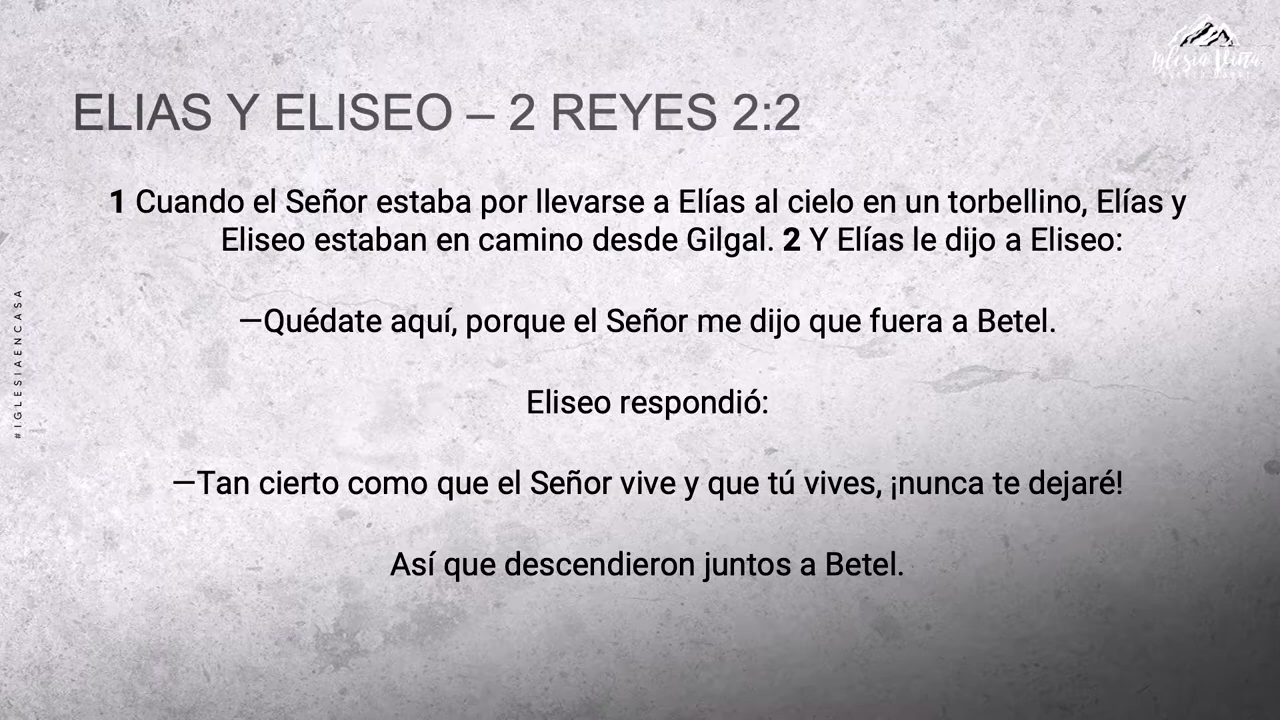 Iglesia
ELIAS Y ELISEO – 2 REYES 2:2
1 Cuando el Señor estaba por llevarse a Elías al cielo en un torbellino, Elías y
Eliseo estaban en camino desde Gilgal. 2 Y Elías le dijo a Eliseo:
—Quédate aquí, porque el Señor me dijo que fuera a Betel.
Eliseo respondió:
—Tan cierto como que el Señor vive y que tú vives, ¡nunca te dejaré!
Así que descendieron juntos a Betel.
#IGLESIAENCASA